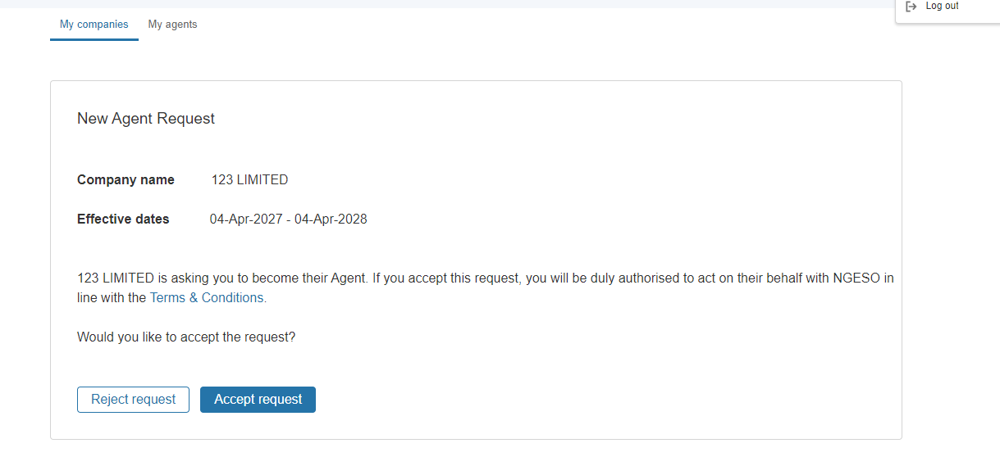 Log out
My companies
My agents
New Agent Request
Company name 123 LIMITED
Effective dates 04-Apr-2027 - 04-Apr-2028
123 LIMITED is asking you to become their Agent. If you accept this request, you will be duly authorised to act on their behalf with NGESO in
line with the Terms & Conditions.
Would you like to accept the request?
Reject request
Accept request